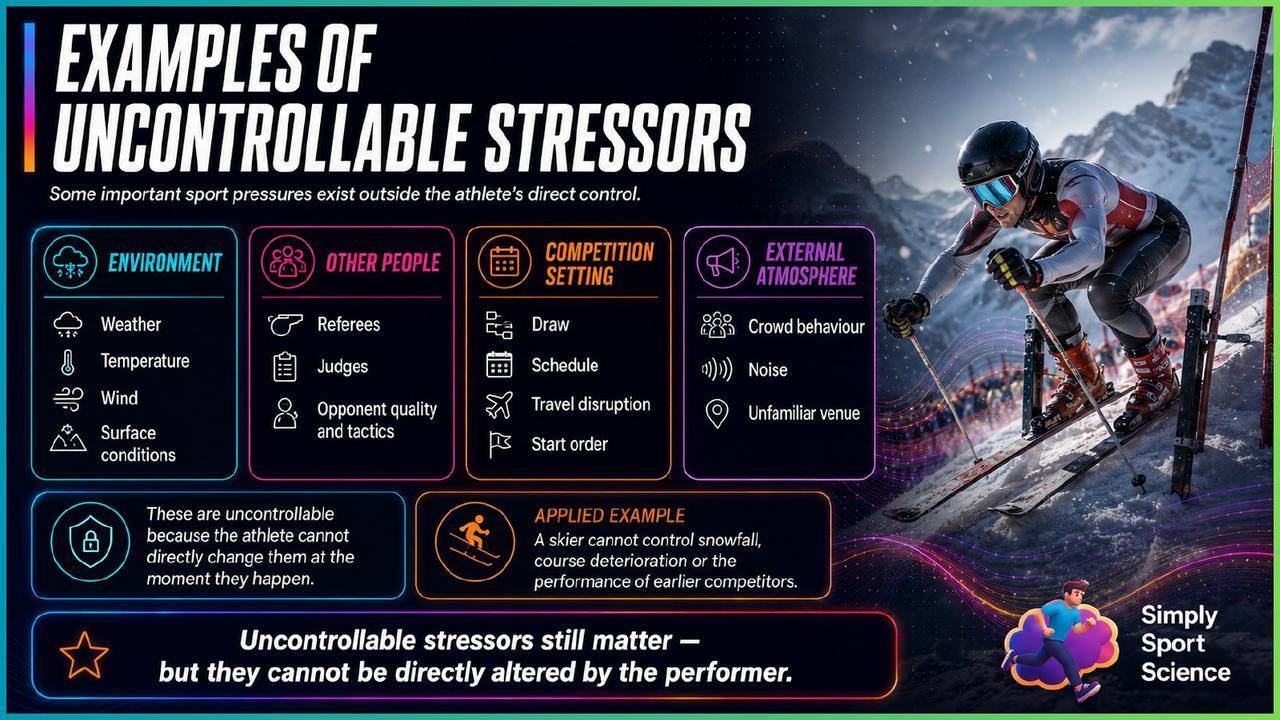 EXAMPLES OF
UNCONTROLLABLE STRESSORS
Some important sport pressures exist outside the athlete's direct control.
ENVIRONMENT
Weather
Temperature
Wind
Surface
conditions
OTHER PEOPLE
Referees
Judges
Opponent quality
and tactics
COMPETITION
SETTING
Draw
Schedule
Travel disruption
Start order
EXTERNAL
ATMOSPHERE
Crowd behaviour
Noise
Unfamiliar venue
These are uncontrollable
because the athlete cannot
directly change them at the
moment they happen.
APPLIED EXAMPLE
A skier cannot control snowfall,
course deterioration or the
performance of earlier competitors.
Uncontrollable stressors still matter —
but they cannot be directly altered by the performer.
Simply
Sport
Science